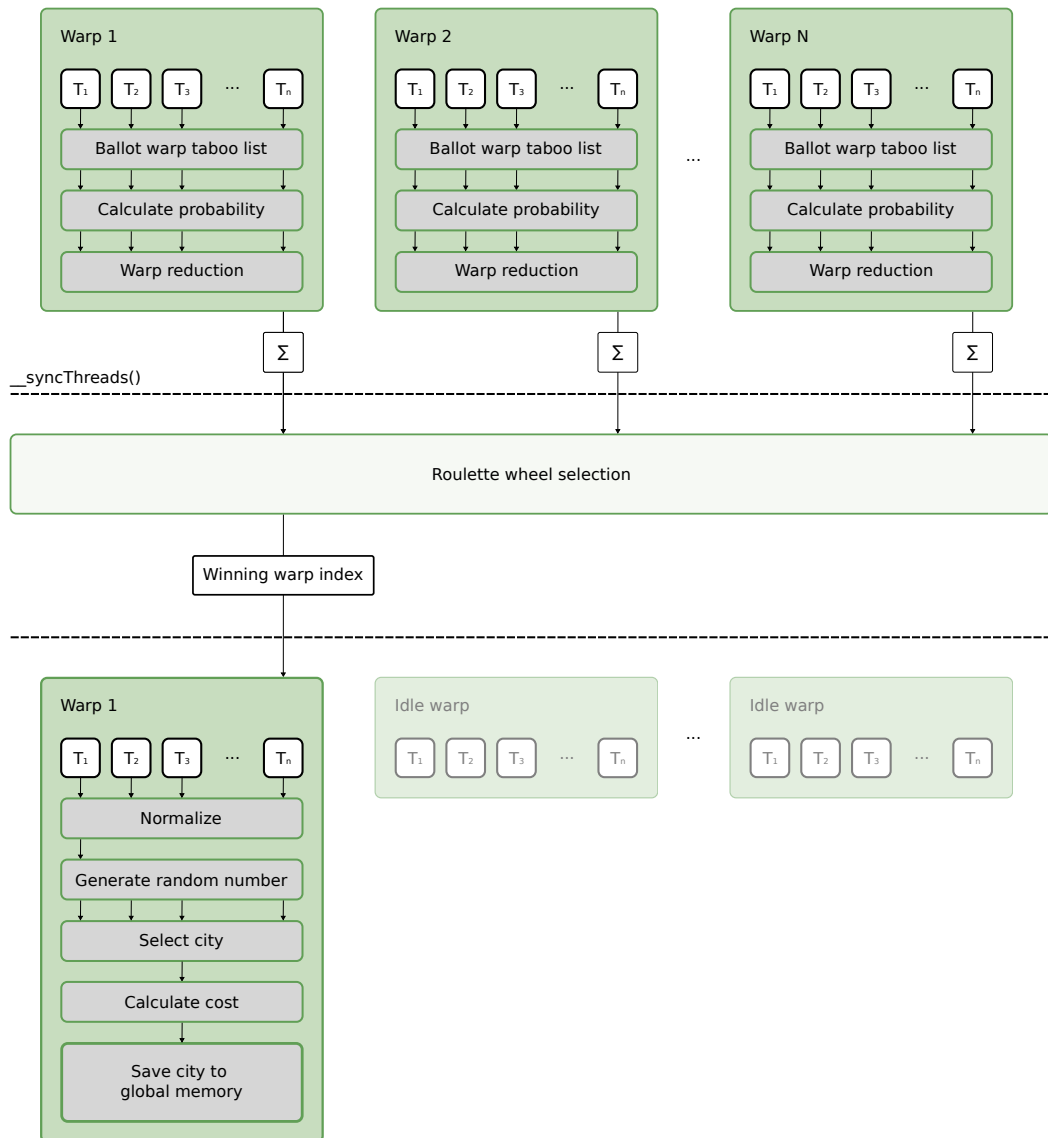 Warp 1
T₁ T₂ T₃ ... Tₙ
Ballot warp taboo list
Calculate probability
Warp reduction
Σ
Warp 2
T₁ T₂ T₃ ... Tₙ
Ballot warp taboo list
Calculate probability
Warp reduction
Σ
...
Warp N
T₁ T₂ T₃ ... Tₙ
Ballot warp taboo list
Calculate probability
Warp reduction
Σ
__syncThreads()
Roulette wheel selection
Winning warp index
Warp 1
T₁ T₂ T₃ ... Tₙ
Normalize
Generate random number
Select city
Calculate cost
Save city to
global memory
Idle warp
T₁ T₂ T₃ ... Tₙ
...
Idle warp
T₁ T₂ T₃ ... Tₙ